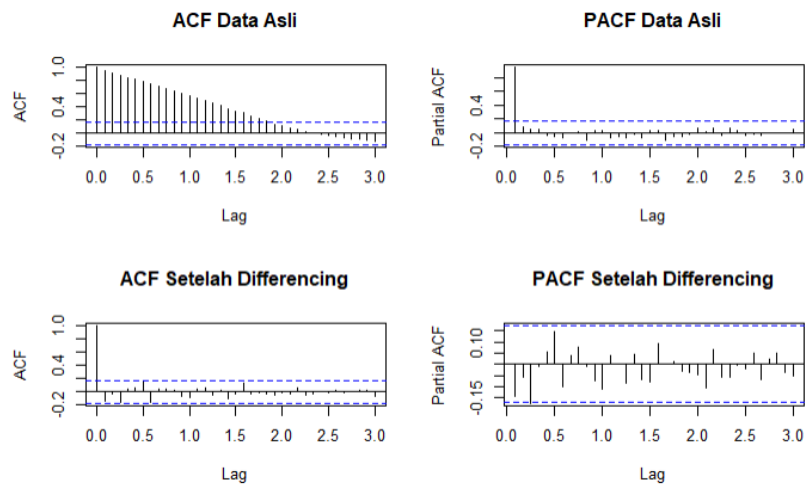 ACF Data Asli
ACF
-0.2 0.4 1.0
0.0 0.5 1.0 1.5 2.0 2.5 3.0
Lag
PACF Data Asli
Partial ACF
-0.2 0.4
0.0 0.5 1.0 1.5 2.0 2.5 3.0
Lag
ACF Setelah Differencing
ACF
-0.2 0.4 1.0
0.0 0.5 1.0 1.5 2.0 2.5 3.0
Lag
PACF Setelah Differencing
Partial ACF
-0.15 0.10
0.0 0.5 1.0 1.5 2.0 2.5 3.0
Lag